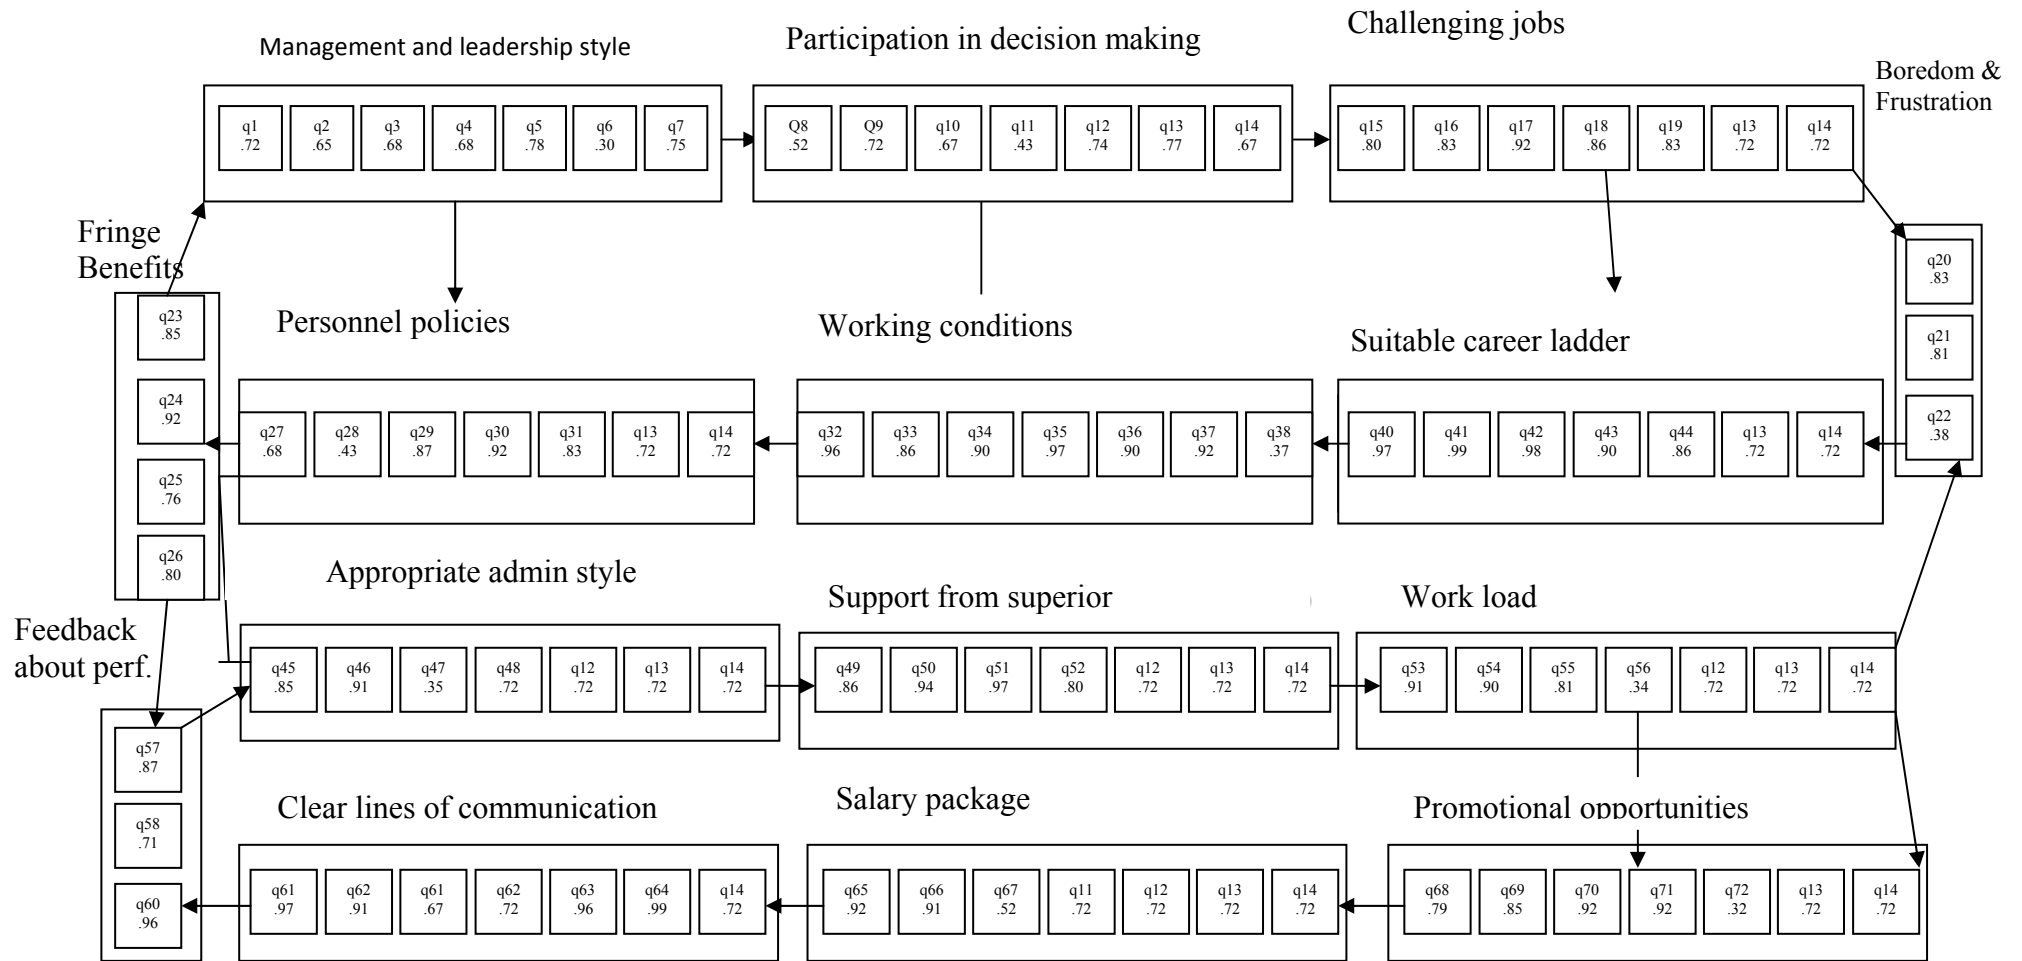 Management and leadership style
Participation in decision making
Challenging jobs
Boredom &
Frustration
q1
.72
q2
.65
q3
.68
q4
.68
q5
.78
q6
.30
q7
.75
Q8
.52
Q9
.72
q10
.67
q11
.43
q12
.74
q13
.77
q14
.67
q15
.80
q16
.83
q17
.92
q18
.86
q19
.83
q13
.72
q14
.72
Fringe
Benefits
q20
.83
q21
.81
q22
.38
q23
.85
q24
.92
q25
.76
q26
.80
Personnel policies
Working conditions
Suitable career ladder
q27
.68
q28
.43
q29
.87
q30
.92
q31
.83
q13
.72
q14
.72
q32
.96
q33
.86
q34
.90
q35
.97
q36
.90
q37
.92
q38
.37
q40
.97
q41
.99
q42
.98
q43
.90
q44
.86
q13
.72
q14
.72
Appropriate admin style
Support from superior
Work load
Feedback
about perf.
q45
.85
q46
.91
q47
.35
q48
.72
q12
.72
q13
.72
q14
.72
q49
.86
q50
.94
q51
.97
q52
.80
q12
.72
q13
.72
q14
.72
q53
.91
q54
.90
q55
.81
q56
.34
q12
.72
q13
.72
q14
.72
q57
.87
q58
.71
q60
.96
Clear lines of communication
Salary package
Promotional opportunities
q61
.97
q62
.91
q61
.67
q62
.72
q63
.96
q64
.99
q14
.72
q65
.92
q66
.91
q67
.52
q11
.72
q12
.72
q13
.72
q14
.72
q68
.79
q69
.85
q70
.92
q71
.92
q72
.32
q13
.72
q14
.72